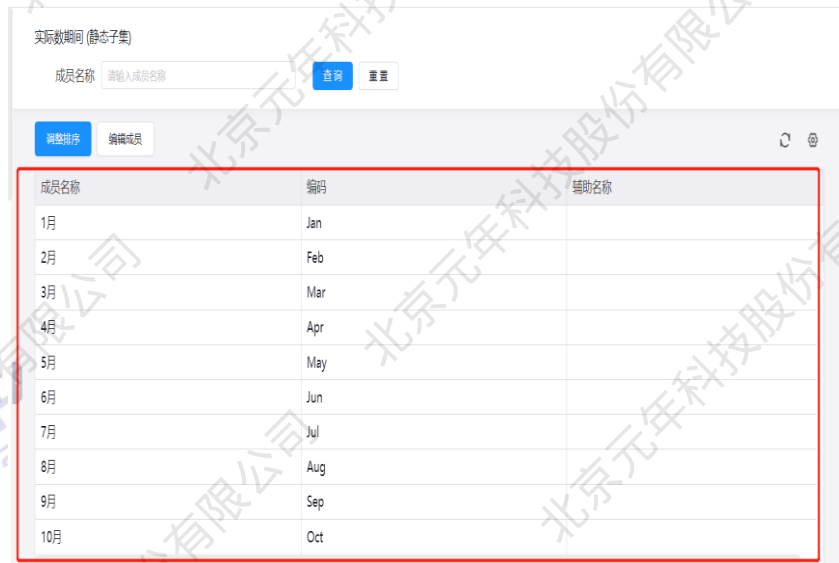 实际数期间 (静态子集)
成员名称 请输入成员名称 查询 重置
调整排序 编辑成员
成员名称 编码 辅助名称
1月 Jan
2月 Feb
3月 Mar
4月 Apr
5月 May
6月 Jun
7月 Jul
8月 Aug
9月 Sep
10月 Oct
北京元年科技股份有限公司